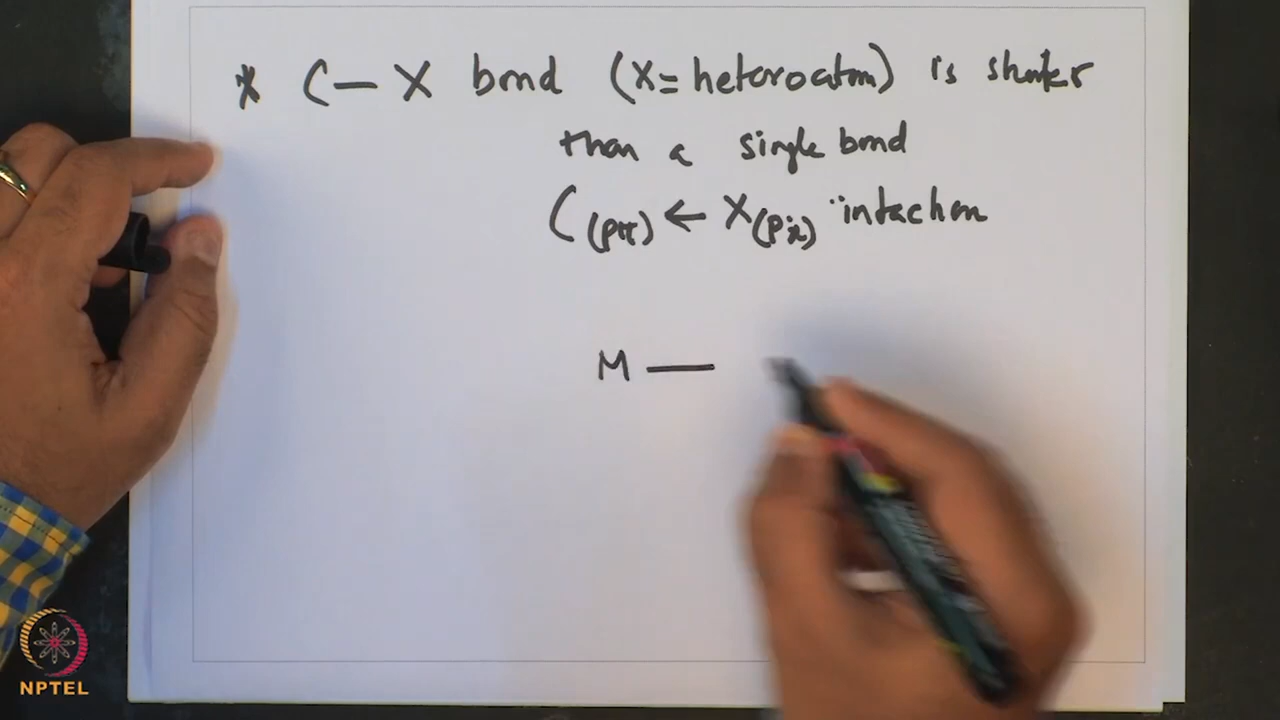 * C — X bond (X = heteroatom) is shorter
than a single bond
C(pπ) ← X(pπ) interaction
M —
NPTEL